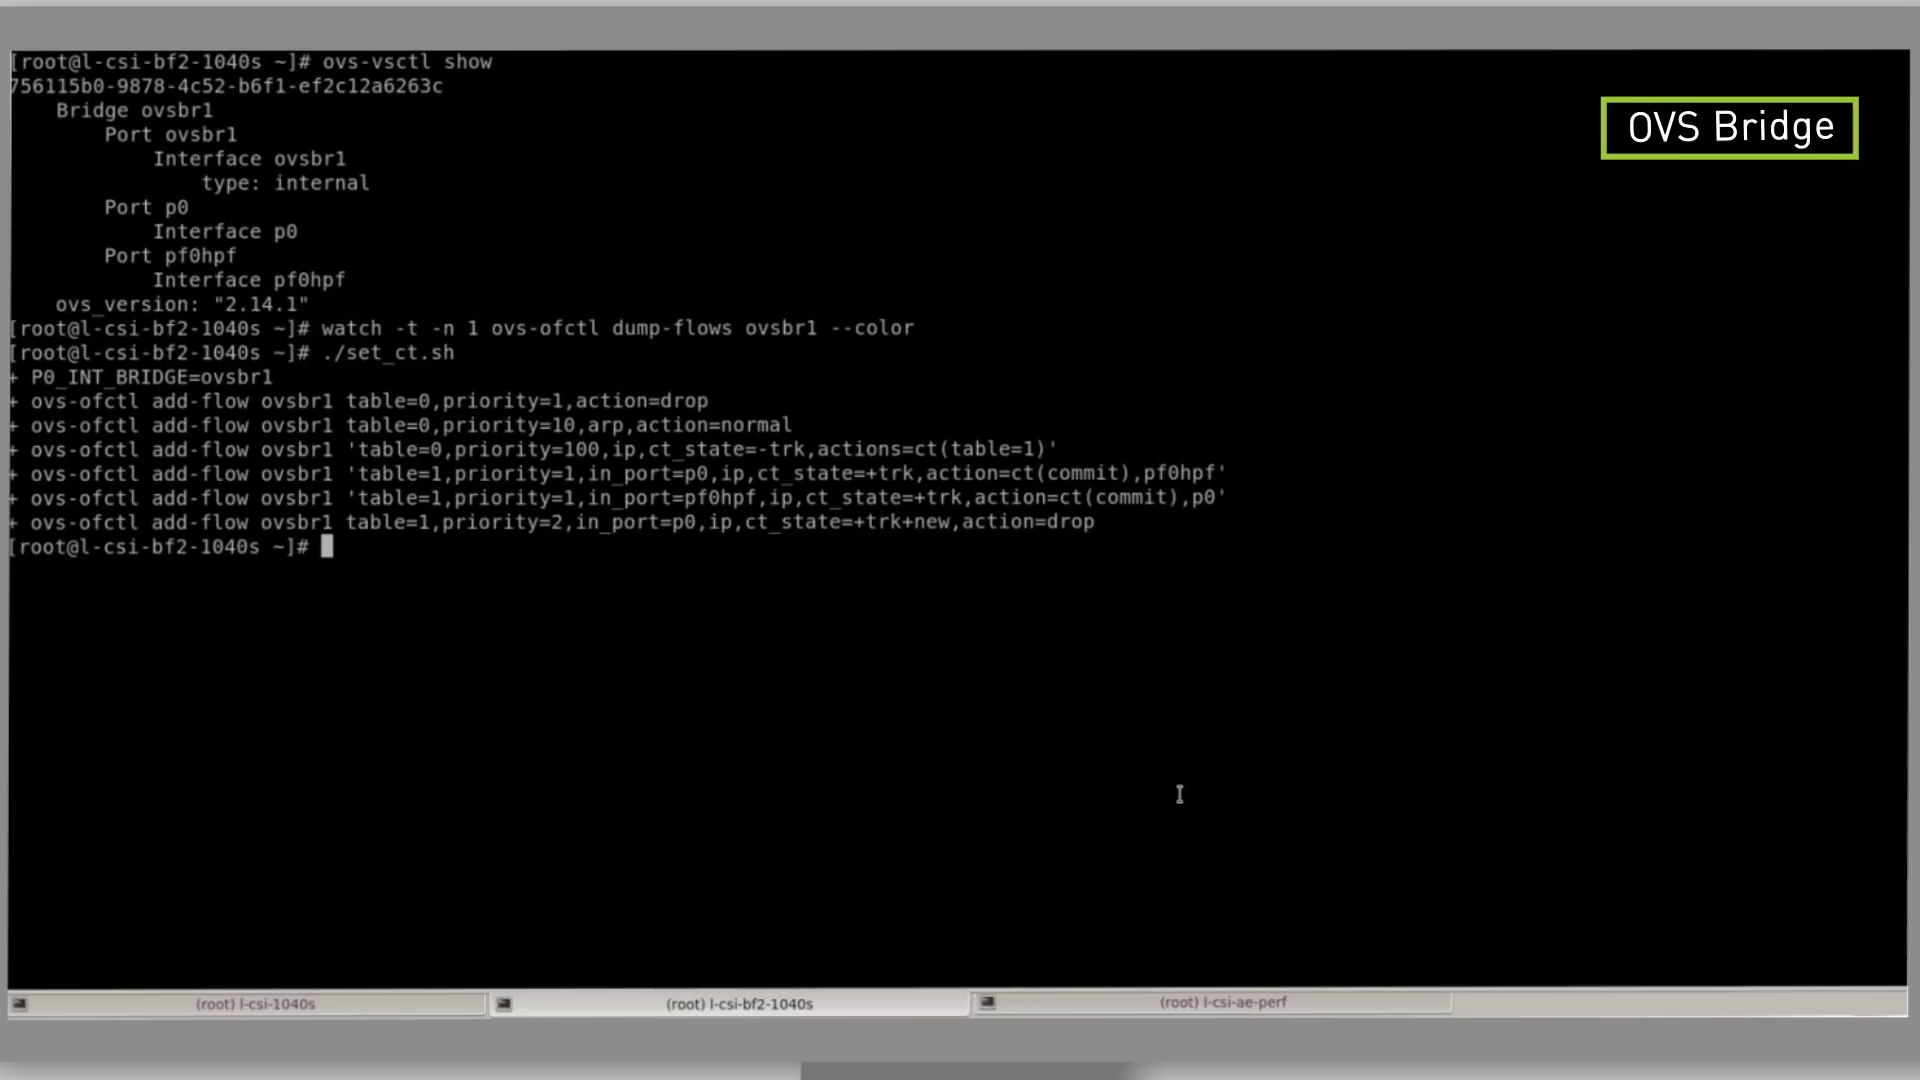 [root@l-csi-bf2-1040s ~]# ovs-vsctl show
756115b0-9878-4c52-b6f1-ef2c12a6263c
    Bridge ovsbr1
        Port ovsbr1
            Interface ovsbr1
                type: internal
        Port p0
            Interface p0
        Port pf0hpf
            Interface pf0hpf
    ovs_version: "2.14.1"
[root@l-csi-bf2-1040s ~]# watch -t -n 1 ovs-ofctl dump-flows ovsbr1 --color
[root@l-csi-bf2-1040s ~]# ./set_ct.sh
+ P0_INT_BRIDGE=ovsbr1
+ ovs-ofctl add-flow ovsbr1 table=0,priority=1,action=drop
+ ovs-ofctl add-flow ovsbr1 table=0,priority=10,arp,action=normal
+ ovs-ofctl add-flow ovsbr1 'table=0,priority=100,ip,ct_state=-trk,actions=ct(table=1)'
+ ovs-ofctl add-flow ovsbr1 'table=1,priority=1,in_port=p0,ip,ct_state=+trk,action=ct(commit),pf0hpf'
+ ovs-ofctl add-flow ovsbr1 'table=1,priority=1,in_port=pf0hpf,ip,ct_state=+trk,action=ct(commit),p0'
+ ovs-ofctl add-flow ovsbr1 table=1,priority=2,in_port=p0,ip,ct_state=+trk+new,action=drop
[root@l-csi-bf2-1040s ~]#
OVS Bridge
(root) l-csi-1040s
(root) l-csi-bf2-1040s
(root) l-csi-ae-perf